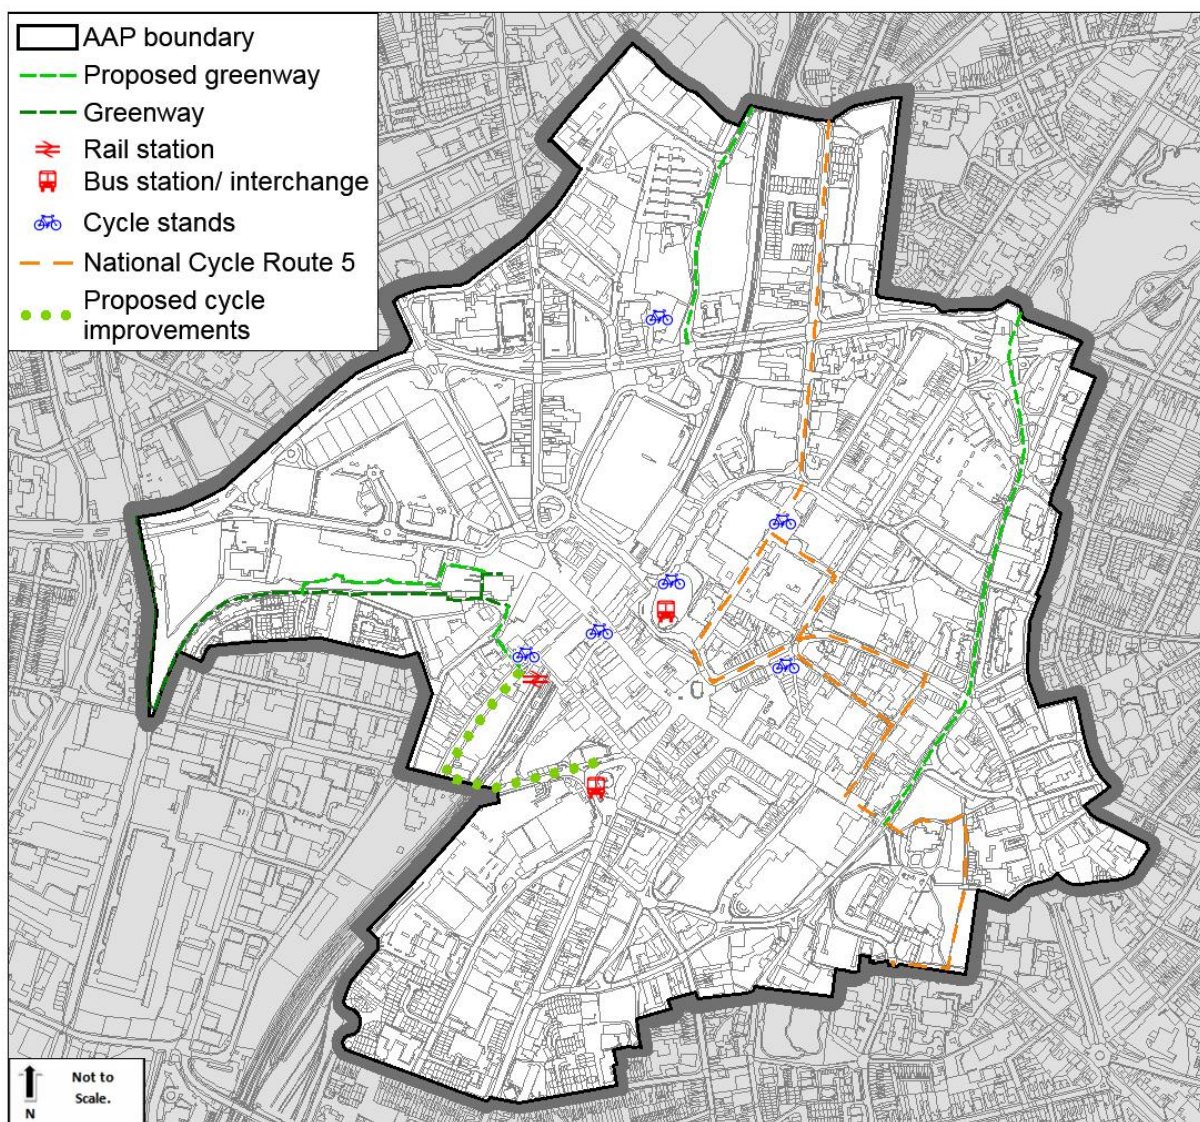 AAP boundary
Proposed greenway
Greenway
Rail station
Bus station/ interchange
Cycle stands
National Cycle Route 5
Proposed cycle
improvements
Not to
Scale.
N